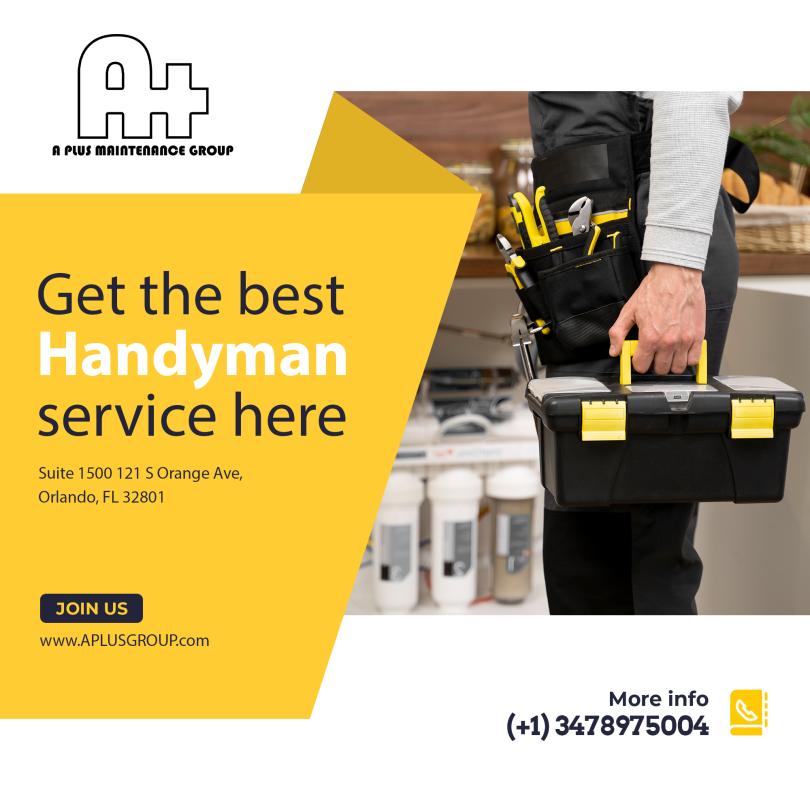 A+
A PLUS MAINTENANCE GROUP
Get the best
Handyman
service here
Suite 1500 121 S Orange Ave,
Orlando, FL 32801
JOIN US
www.APLUSGROUP.com
More info
(+1) 3478975004